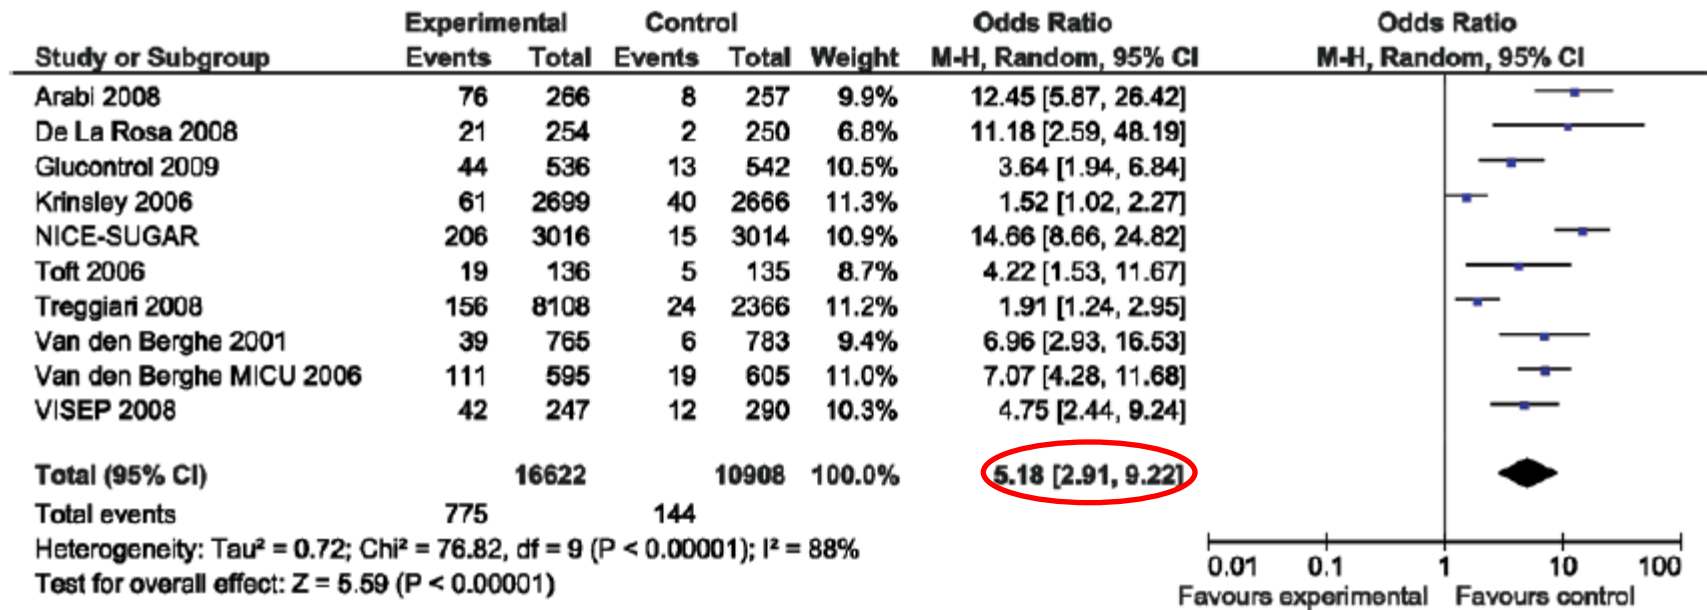 Experimental Control Odds Ratio Odds Ratio
Study or Subgroup Events Total Events Total Weight M-H, Random, 95% CI M-H, Random, 95% CI
Arabi 2008 76 266 8 257 9.9% 12.45 [5.87, 26.42]
De La Rosa 2008 21 254 2 250 6.8% 11.18 [2.59, 48.19]
Glucontrol 2009 44 536 13 542 10.5% 3.64 [1.94, 6.84]
Krinsley 2006 61 2699 40 2666 11.3% 1.52 [1.02, 2.27]
NICE-SUGAR 206 3016 15 3014 10.9% 14.66 [8.66, 24.82]
Toft 2006 19 136 5 135 8.7% 4.22 [1.53, 11.67]
Treggiari 2008 156 8108 24 2366 11.2% 1.91 [1.24, 2.95]
Van den Berghe 2001 39 765 6 783 9.4% 6.96 [2.93, 16.53]
Van den Berghe MICU 2006 111 595 19 605 11.0% 7.07 [4.28, 11.68]
VISEP 2008 42 247 12 290 10.3% 4.75 [2.44, 9.24]
Total (95% CI) 16622 10908 100.0% 5.18 [2.91, 9.22]
Total events 775 144
Heterogeneity: Tau² = 0.72; Chi² = 76.82, df = 9 (P < 0.00001); I² = 88%
Test for overall effect: Z = 5.59 (P < 0.00001)
0.01 0.1 1 10 100
Favours experimental Favours control